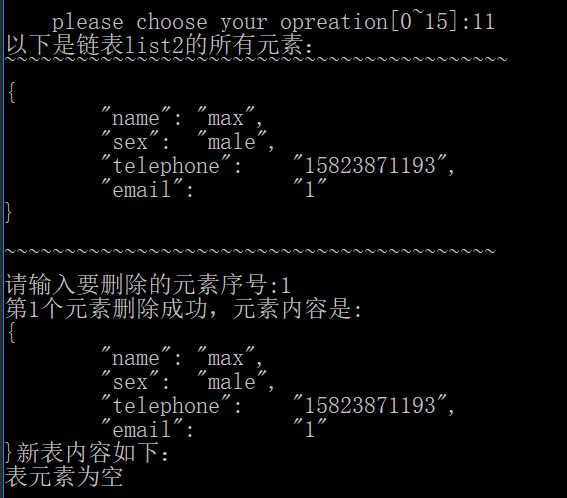 please choose your opreation[0~15]:11
以下是链表list2的所有元素：
~~~~~~~~~~~~~~~~~~~~~~~~~~~~~~~~~~~~~~~~~~
{
"name": "max",
"sex": "male",
"telephone": "15823871193",
"email": "1"
}
~~~~~~~~~~~~~~~~~~~~~~~~~~~~~~~~~~~~~~~~~
请输入要删除的元素序号:1
第1个元素删除成功，元素内容是:
{
"name": "max",
"sex": "male",
"telephone": "15823871193",
"email": "1"
}新表内容如下：
表元素为空